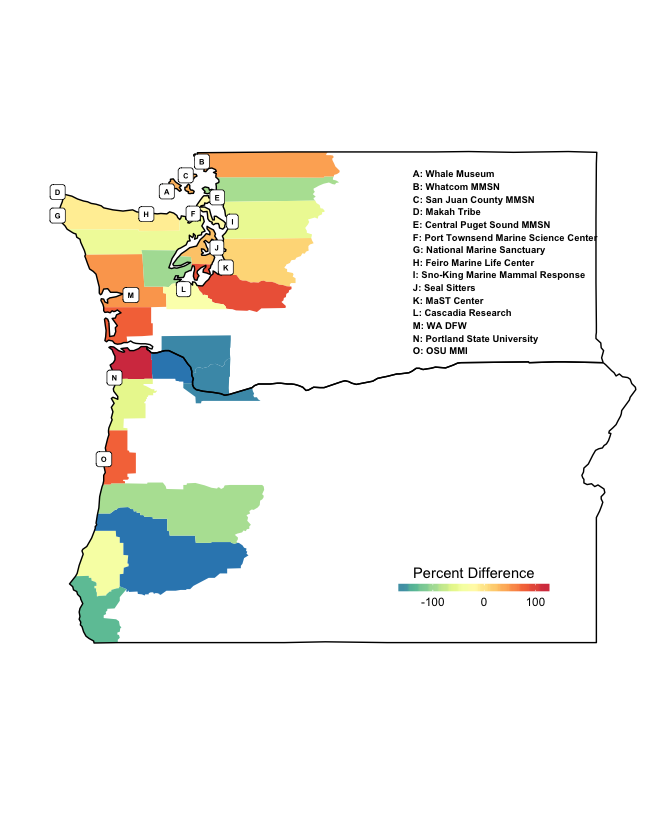 B
C
D
A
E
G
H
F
I
J
K
L
M
N
O
A: Whale Museum
B: Whatcom MMSN
C: San Juan County MMSN
D: Makah Tribe
E: Central Puget Sound MMSN
F: Port Townsend Marine Science Center
G: National Marine Sanctuary
H: Feiro Marine Life Center
I: Sno-King Marine Mammal Response
J: Seal Sitters
K: MaST Center
L: Cascadia Research
M: WA DFW
N: Portland State University
O: OSU MMI
Percent Difference
-100 0 100